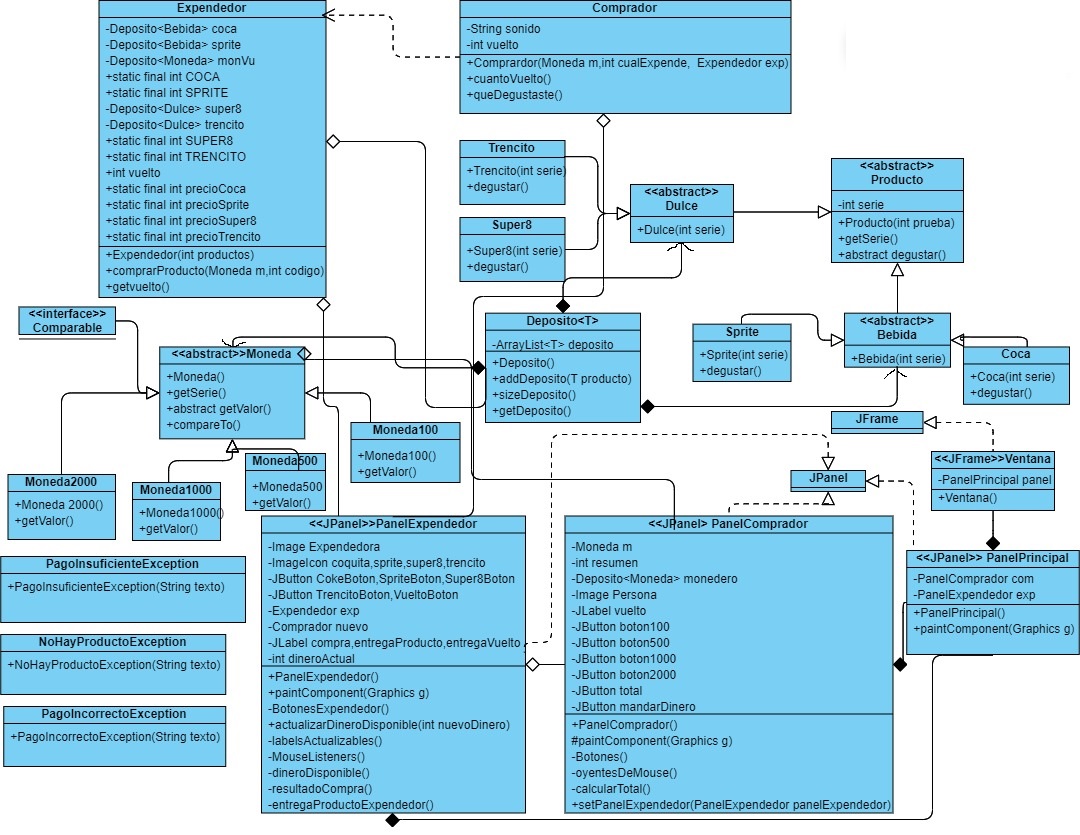 Expendedor
-Deposito<Bebida> coca
-Deposito<Bebida> sprite
-Deposito<Moneda> monVu
+static final int COCA
+static final int SPRITE
-Deposito<Dulce> super8
-Deposito<Dulce> trencito
+static final int SUPER8
+static final int TRENCITO
+int vuelto
+static final int precioCoca
+static final int precioSprite
+static final int precioSuper8
+static final int precioTrencito
+Expendedor(int productos)
+comprarProducto(Moneda m,int codigo)
+getvuelto()
Comprador
-String sonido
-int vuelto
+Comprardor(Moneda m,int cualExpende, Expendedor exp)
+cuantoVuelto()
+queDegustaste()
Trencito
+Trencito(int serie)
+degustar()
Super8
+Super8(int serie)
+degustar()
<<abstract>>
Dulce
+Dulce(int serie)
<<abstract>>
Producto
-int serie
+Producto(int prueba)
+getSerie()
+abstract degustar()
<<interface>>
Comparable
<<abstract>>Moneda
+Moneda()
+getSerie()
+abstract getValor()
+compareTo()
Deposito<T>
-ArrayList<T> deposito
+Deposito()
+addDeposito(T producto)
+sizeDeposito()
+getDeposito()
Sprite
+Sprite(int serie)
+degustar()
<<abstract>>
Bebida
+Bebida(int serie)
Coca
+Coca(int serie)
+degustar()
Moneda2000
+Moneda 2000()
+getValor()
Moneda1000
+Moneda1000()
+getValor()
Moneda500
+Moneda500
+getValor()
Moneda100
+Moneda100()
+getValor()
JFrame
JPanel
<<JFrame>>Ventana
-PanelPrincipal panel
+Ventana()
PagoInsuficienteException
+PagoInsuficienteException(String texto)
NoHayProductoException
+NoHayProductoException(String texto)
PagoIncorrectoException
+PagoIncorrectoException(String texto)
<<JPanel>>PanelExpendedor
-Image Expendedora
-ImageIcon coquita,sprite,super8,trencito
-JButton CokeBoton,SpriteBoton,Super8Boton
-JButton TrencitoBoton,VueltoBoton
-Expendedor exp
-Comprador nuevo
-JLabel compra,entregaProducto,entregaVuelto
-int dineroActual
+PanelExpendedor()
+paintComponent(Graphics g)
-BotonesExpendedor()
+actualizarDineroDisponible(int nuevoDinero)
-labelsActualizables()
-MouseListeners()
-dineroDisponible()
-resultadoCompra()
-entregaProductoExpendedor()
<<JPanel> PanelComprador
-Moneda m
-int resumen
-Deposito<Moneda> monedero
-Image Persona
-JLabel vuelto
-JButton boton100
-JButton boton500
-JButton boton1000
-JButton boton2000
-JButton total
-JButton mandarDinero
+PanelComprador()
#paintComponent(Graphics g)
-Botones()
-oyentesDeMouse()
-calcularTotal()
+setPanelExpendedor(PanelExpendedor panelExpendedor)
<<JPanel>> PanelPrincipal
-PanelComprador com
-PanelExpendedor exp
+PanelPrincipal()
+paintComponent(Graphics g)